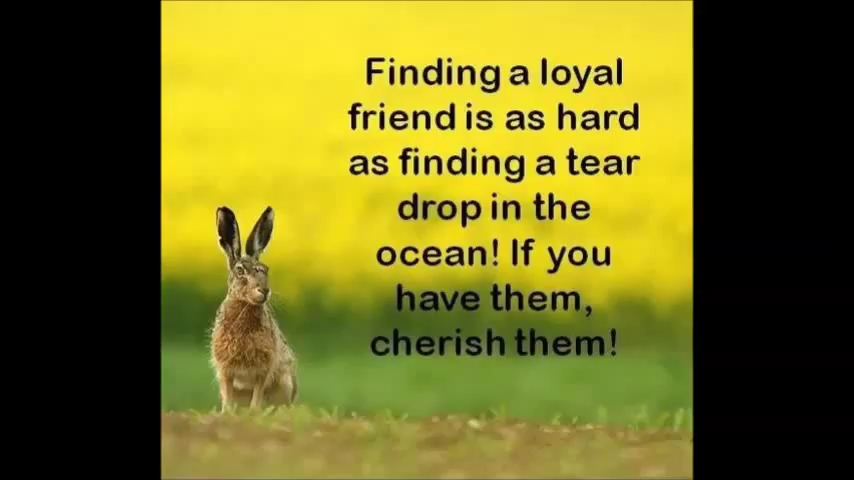 Finding a loyal
friend is as hard
as finding a tear
drop in the
ocean! If you
have them,
cherish them!